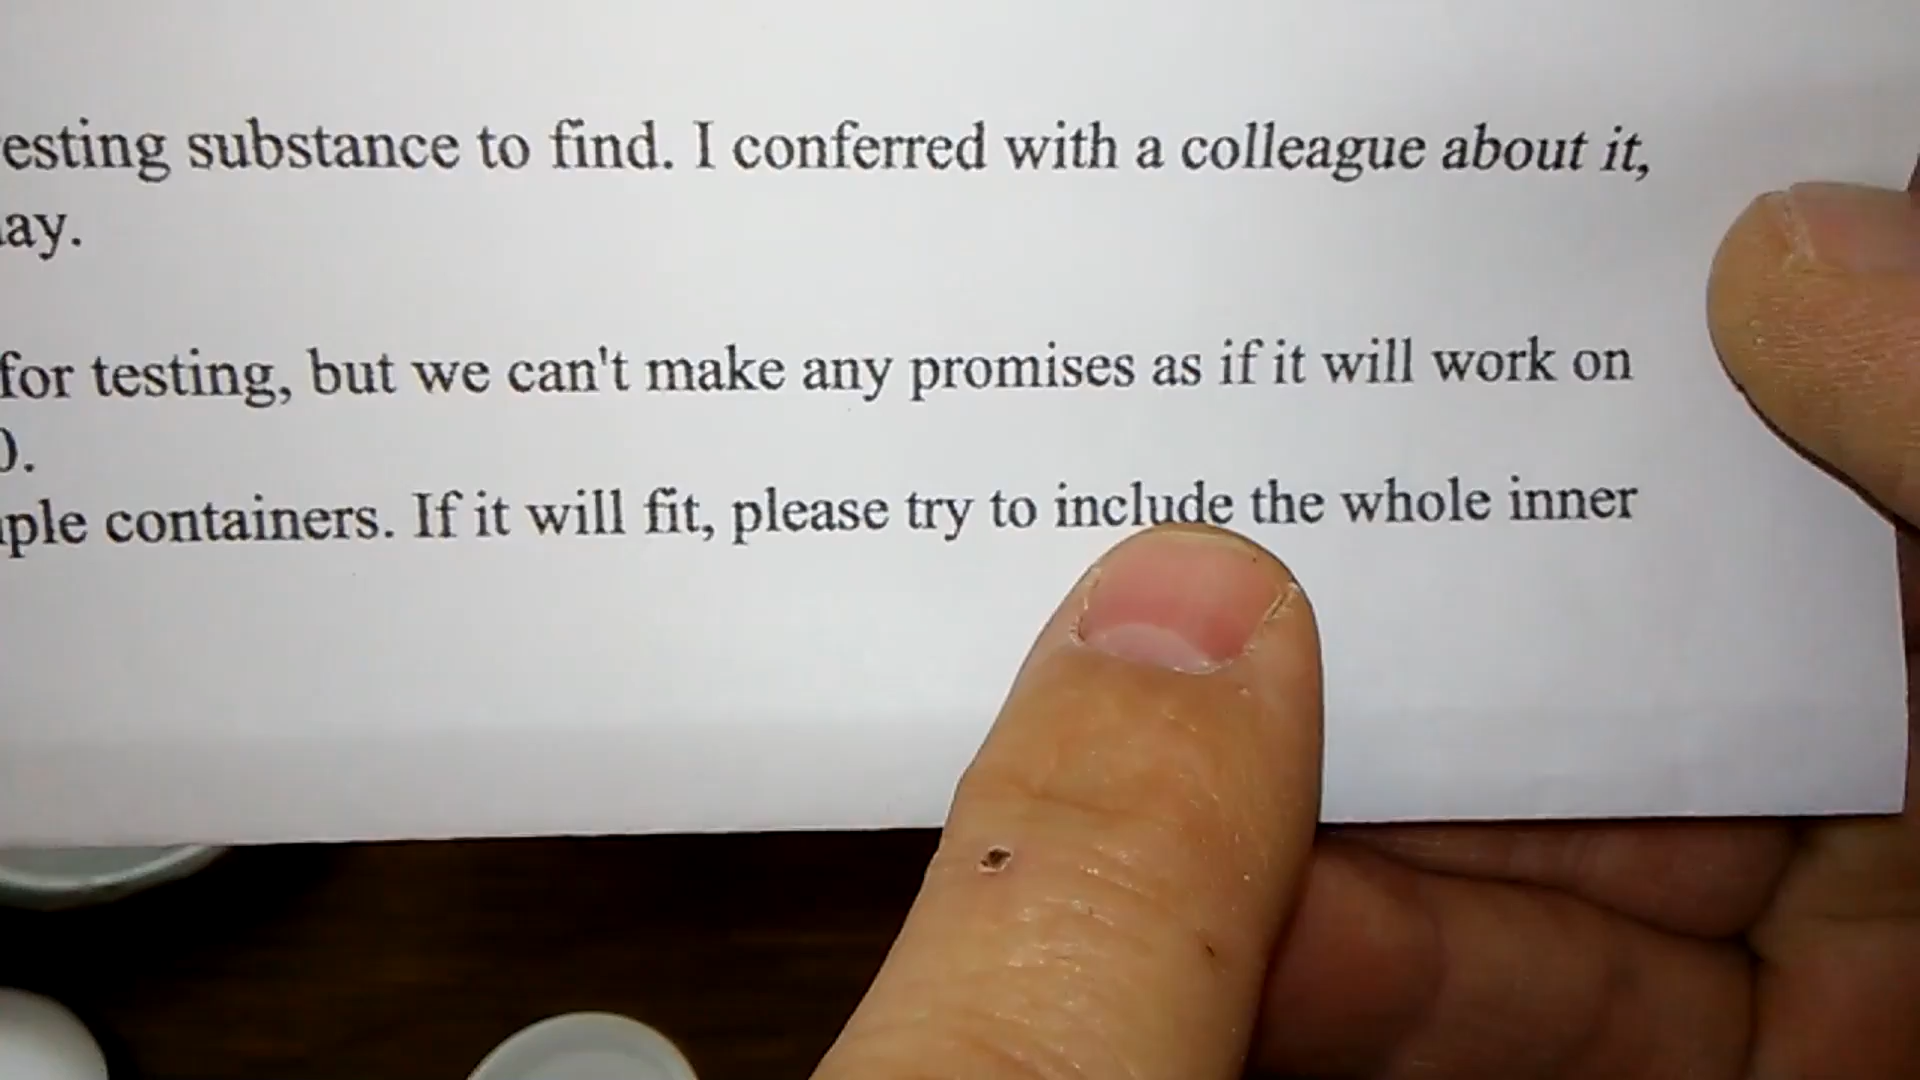 esting substance to find. I conferred with a colleague about it,
ay.
for testing, but we can't make any promises as if it will work on
).
ple containers. If it will fit, please try to include the whole inner